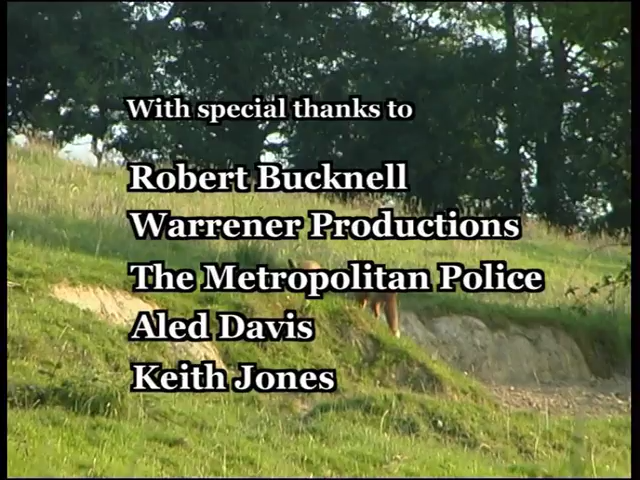 With special thanks to
Robert Bucknell
Warrener Productions
The Metropolitan Police
Aled Davis
Keith Jones